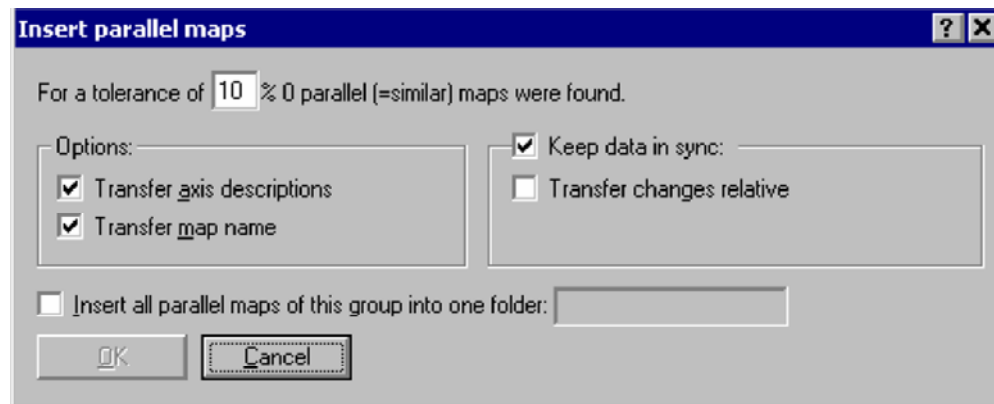 Insert parallel maps
For a tolerance of 10 % 0 parallel (=similar) maps were found.
Options:
Transfer axis descriptions
Transfer map name
Keep data in sync:
Transfer changes relative
Insert all parallel maps of this group into one folder:
OK
Cancel